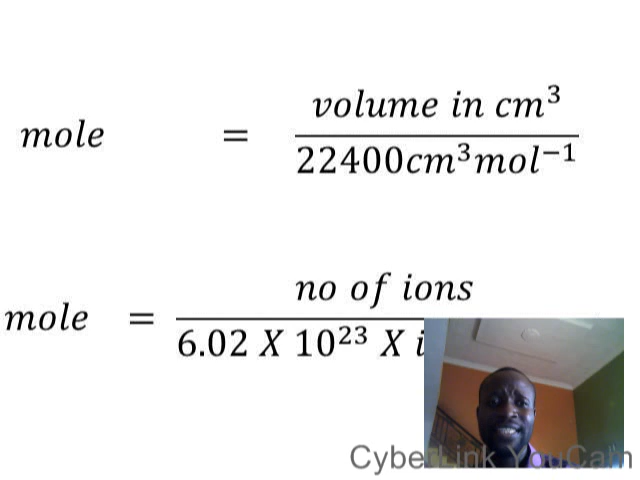 mole = volume in cm³ / 22400cm³mol⁻¹
mole = no of ions / 6.02 X 10²³ X
CyberLink YouCam